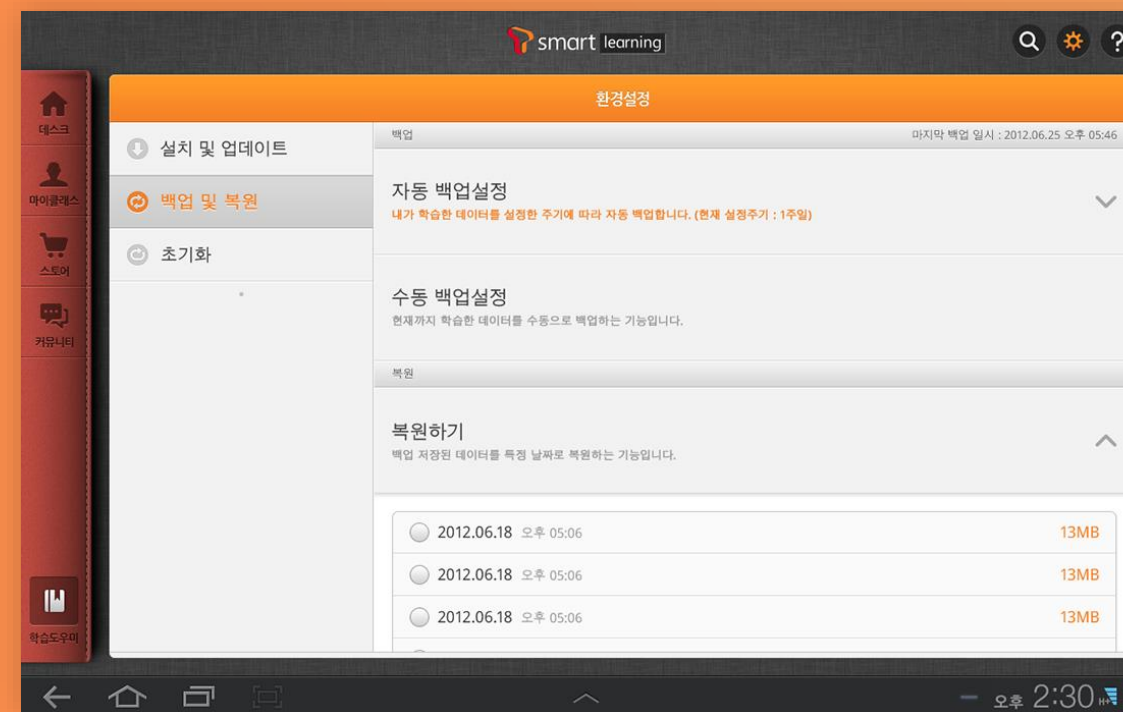 smart learning
?
환경설정
데스크
마이클래스
스토어
커뮤니티
학습도우미
설치 및 업데이트
백업 및 복원
초기화
백업
마지막 백업 일시 : 2012.06.25 오후 05:46
자동 백업설정
내가 학습한 데이터를 설정한 주기에 따라 자동 백업합니다. (현재 설정주기 : 1주일)
수동 백업설정
현재까지 학습한 데이터를 수동으로 백업하는 기능입니다.
복원
복원하기
백업 저장된 데이터를 특정 날짜로 복원하는 기능입니다.
2012.06.18 오후 05:06 13MB
2012.06.18 오후 05:06 13MB
2012.06.18 오후 05:06 13MB
오후 2:30 H+